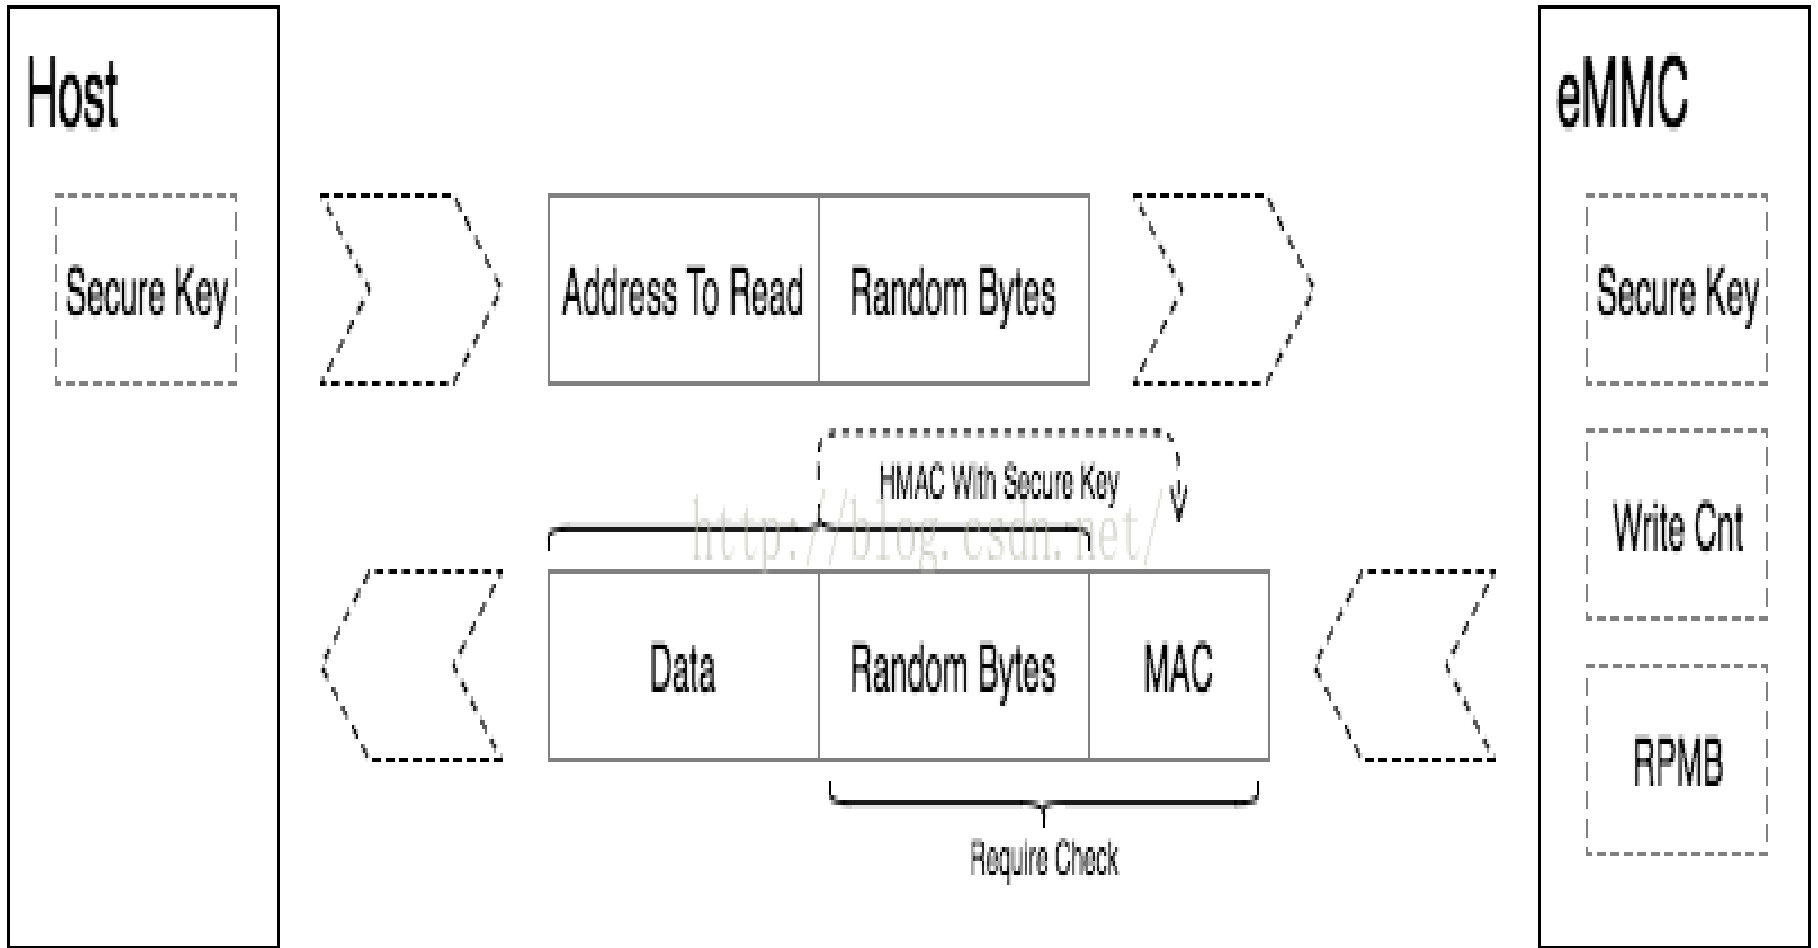 Host
eMMC
Secure Key
Address To Read
Random Bytes
Secure Key
HMAC With Secure Key
http://blog.csdn.net/
Write Cnt
Data
Random Bytes
MAC
RPMB
Require Check